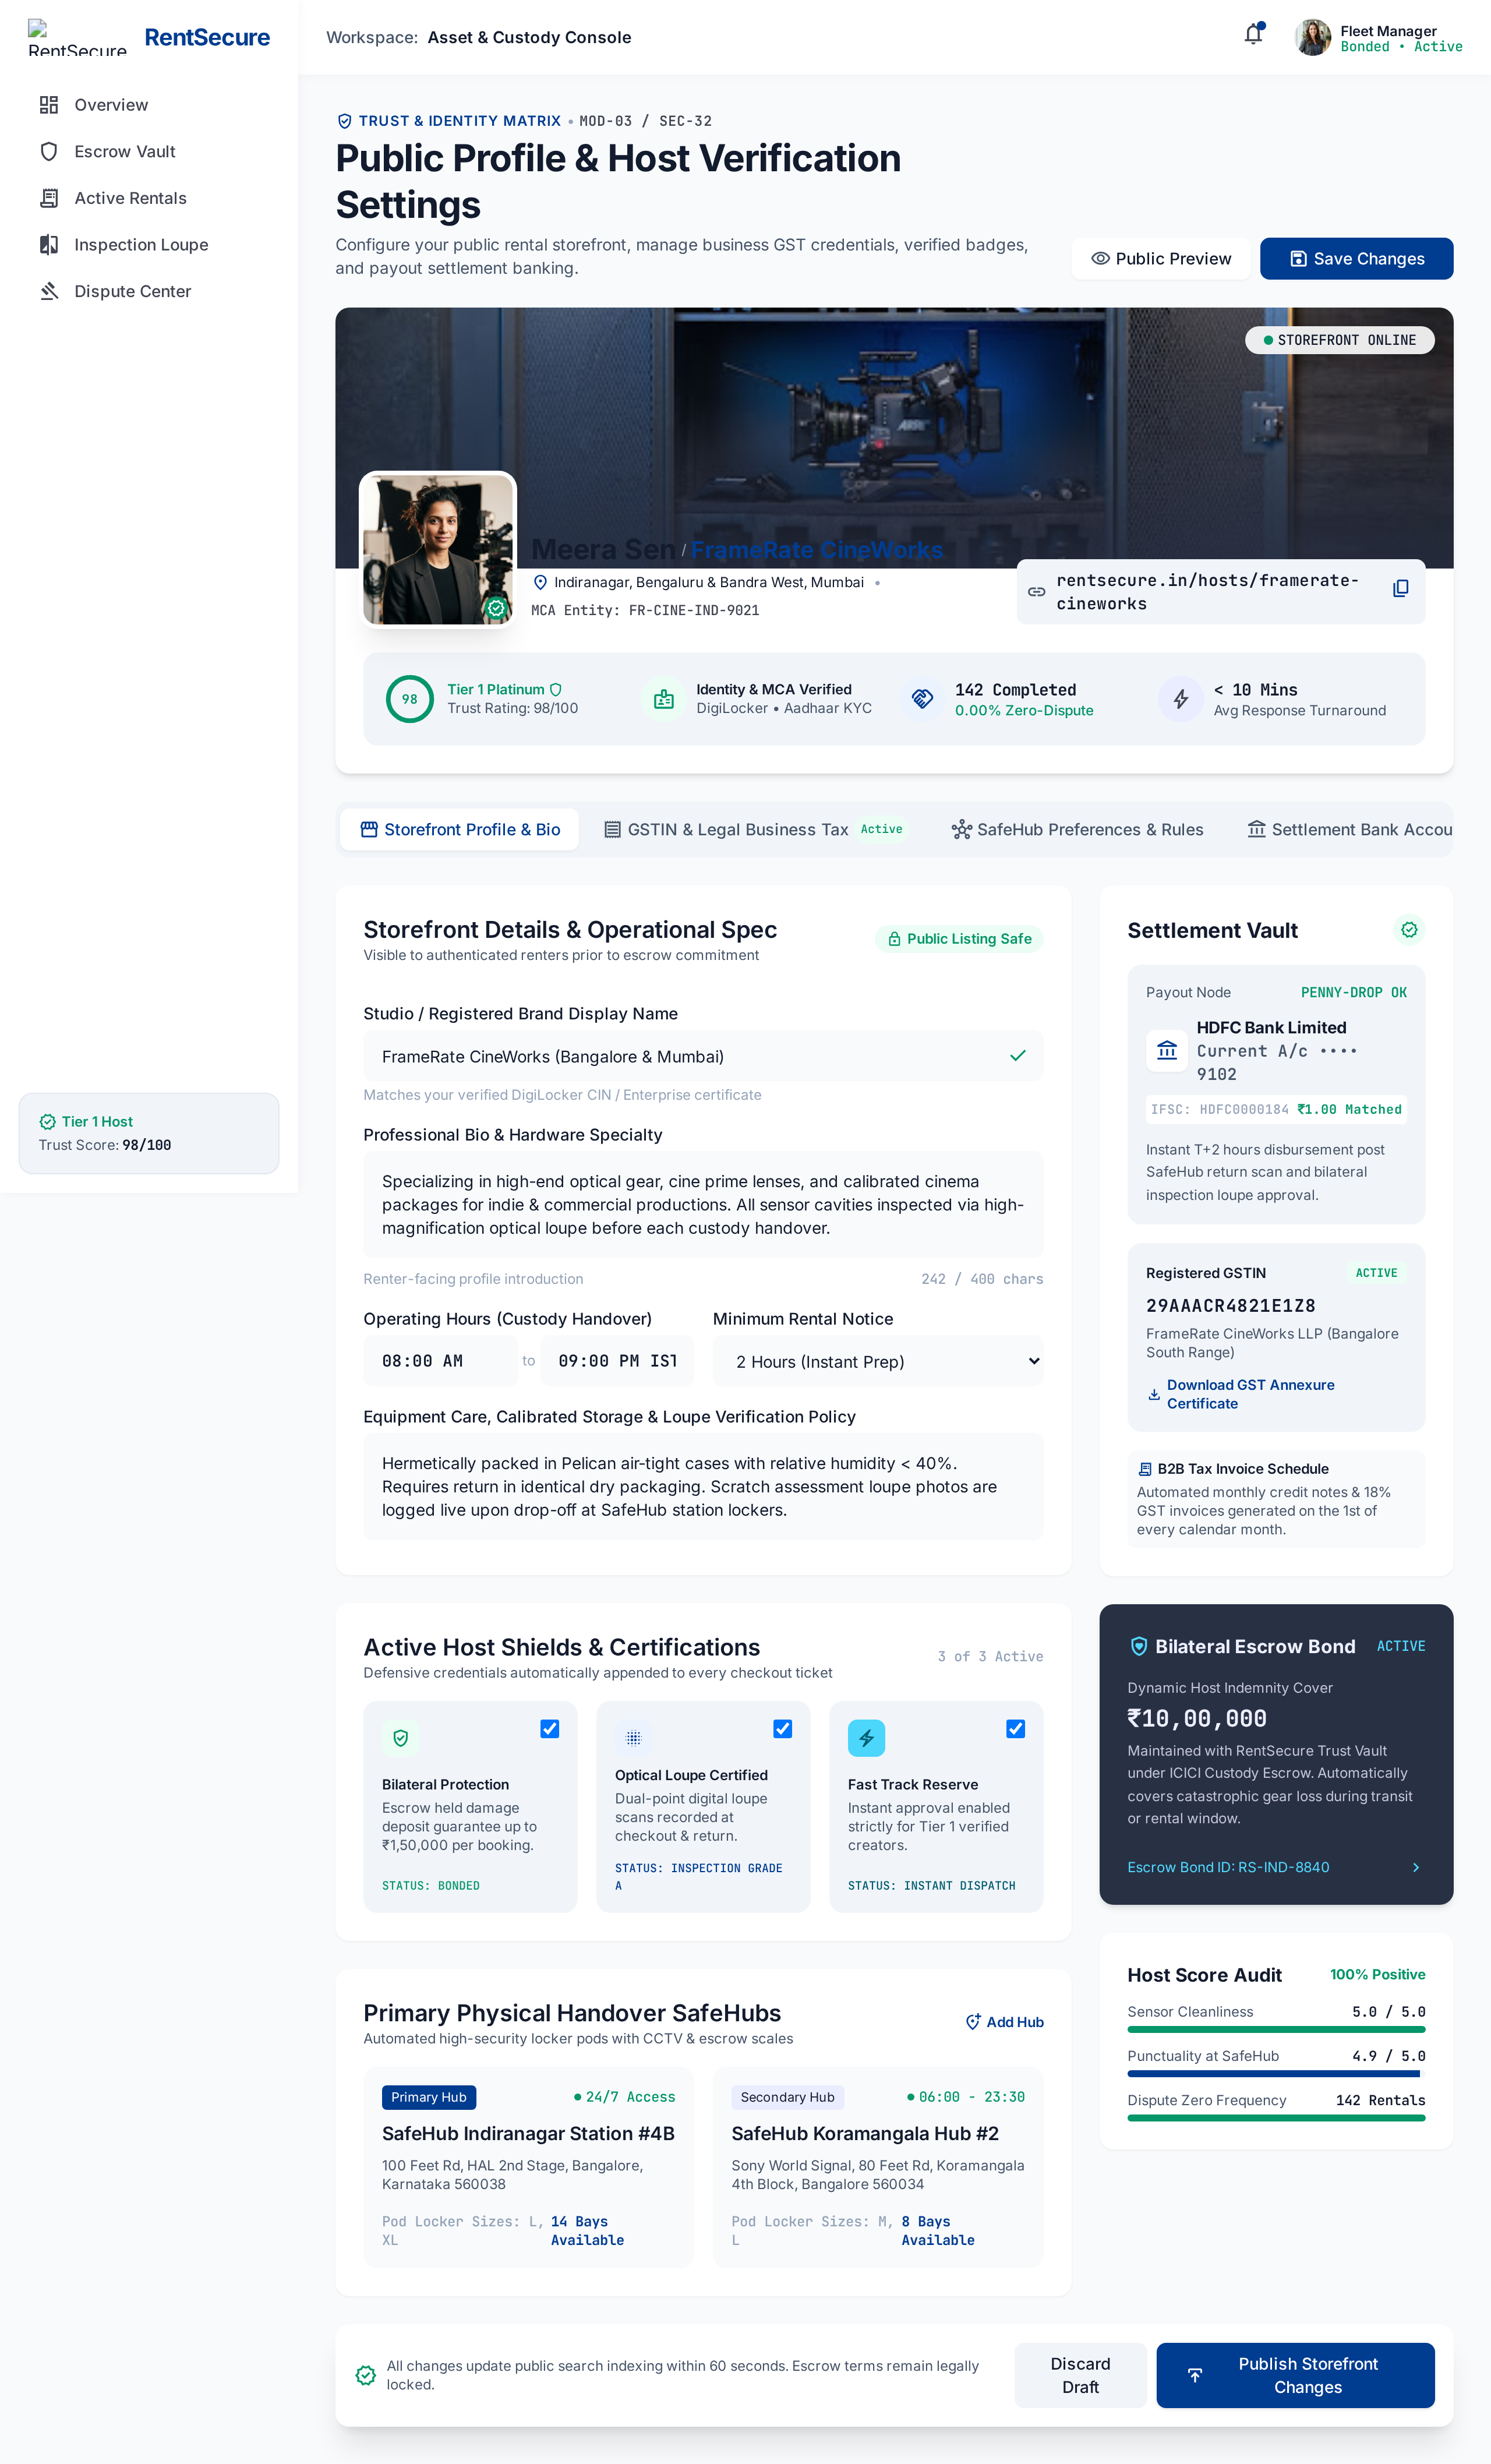 RentSecure
RentSecure
Overview
Escrow Vault
Active Rentals
Inspection Loupe
Dispute Center
Tier 1 Host
Trust Score: 98/100
Workspace: Asset & Custody Console
Fleet Manager
Bonded • Active
TRUST & IDENTITY MATRIX • MOD-03 / SEC-32
Public Profile & Host Verification
Settings
Configure your public rental storefront, manage business GST credentials, verified badges,
and payout settlement banking.
Public Preview
Save Changes
STOREFRONT ONLINE
Meera Sen / FrameRate CineWorks
Indiranagar, Bengaluru & Bandra West, Mumbai •
MCA Entity: FR-CINE-IND-9021
rentsecure.in/hosts/framerate-
cineworks
98
Tier 1 Platinum
Trust Rating: 98/100
Identity & MCA Verified
DigiLocker • Aadhaar KYC
142 Completed
0.00% Zero-Dispute
< 10 Mins
Avg Response Turnaround
Storefront Profile & Bio
GSTIN & Legal Business Tax Active
SafeHub Preferences & Rules
Settlement Bank Accou
Storefront Details & Operational Spec
Visible to authenticated renters prior to escrow commitment
Public Listing Safe
Studio / Registered Brand Display Name
FrameRate CineWorks (Bangalore & Mumbai)
Matches your verified DigiLocker CIN / Enterprise certificate
Professional Bio & Hardware Specialty
Specializing in high-end optical gear, cine prime lenses, and calibrated cinema
packages for indie & commercial productions. All sensor cavities inspected via high-
magnification optical loupe before each custody handover.
Renter-facing profile introduction
242 / 400 chars
Operating Hours (Custody Handover)
08:00 AM to 09:00 PM IST
Minimum Rental Notice
2 Hours (Instant Prep)
Equipment Care, Calibrated Storage & Loupe Verification Policy
Hermetically packed in Pelican air-tight cases with relative humidity < 40%.
Requires return in identical dry packaging. Scratch assessment loupe photos are
logged live upon drop-off at SafeHub station lockers.
Settlement Vault
Payout Node
PENNY-DROP OK
HDFC Bank Limited
Current A/c ••••
9102
IFSC: HDFC0000184 ₹1.00 Matched
Instant T+2 hours disbursement post
SafeHub return scan and bilateral
inspection loupe approval.
Registered GSTIN
ACTIVE
29AAACR4821E1Z8
FrameRate CineWorks LLP (Bangalore
South Range)
Download GST Annexure
Certificate
B2B Tax Invoice Schedule
Automated monthly credit notes & 18%
GST invoices generated on the 1st of
every calendar month.
Active Host Shields & Certifications
Defensive credentials automatically appended to every checkout ticket
3 of 3 Active
Bilateral Protection
Escrow held damage
deposit guarantee up to
₹1,50,000 per booking.
STATUS: BONDED
Optical Loupe Certified
Dual-point digital loupe
scans recorded at
checkout & return.
STATUS: INSPECTION GRADE
A
Fast Track Reserve
Instant approval enabled
strictly for Tier 1 verified
creators.
STATUS: INSTANT DISPATCH
Bilateral Escrow Bond
ACTIVE
Dynamic Host Indemnity Cover
₹10,00,000
Maintained with RentSecure Trust Vault
under ICICI Custody Escrow. Automatically
covers catastrophic gear loss during transit
or rental window.
Escrow Bond ID: RS-IND-8840
Primary Physical Handover SafeHubs
Automated high-security locker pods with CCTV & escrow scales
Add Hub
Primary Hub
24/7 Access
SafeHub Indiranagar Station #4B
100 Feet Rd, HAL 2nd Stage, Bangalore,
Karnataka 560038
Pod Locker Sizes: L, 14 Bays
XL Available
Secondary Hub
06:00 - 23:30
SafeHub Koramangala Hub #2
Sony World Signal, 80 Feet Rd, Koramangala
4th Block, Bangalore 560034
Pod Locker Sizes: M, 8 Bays
L Available
Host Score Audit
100% Positive
Sensor Cleanliness 5.0 / 5.0
Punctuality at SafeHub 4.9 / 5.0
Dispute Zero Frequency 142 Rentals
All changes update public search indexing within 60 seconds. Escrow terms remain legally
locked.
Discard
Draft
Publish Storefront
Changes